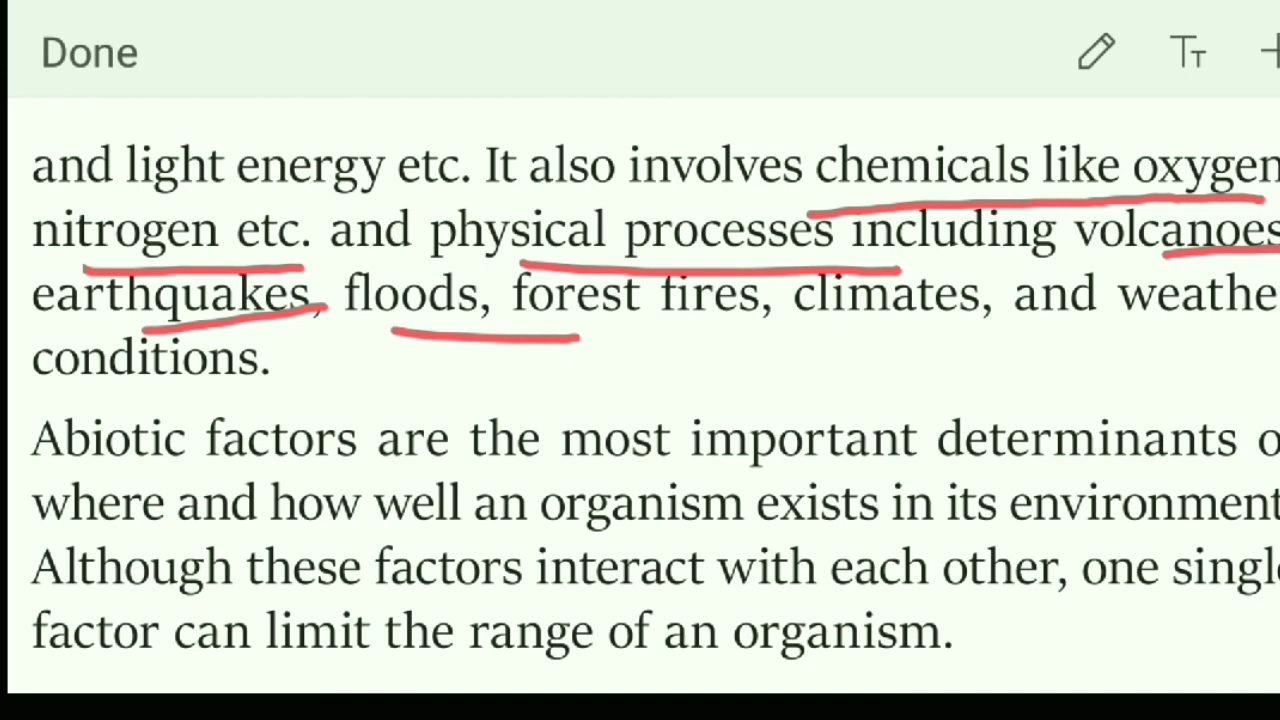 Done
and light energy etc. It also involves chemicals like oxygen
nitrogen etc. and physical processes including volcanoes
earthquakes, floods, forest fires, climates, and weathe
conditions.
Abiotic factors are the most important determinants o
where and how well an organism exists in its environment
Although these factors interact with each other, one singl
factor can limit the range of an organism.